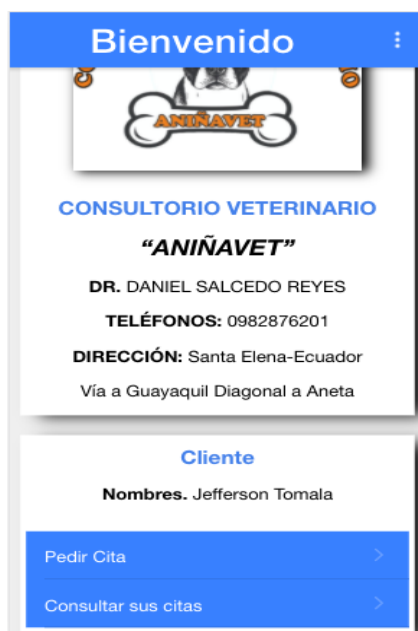 Bienvenido
ANIÑAVET
CONSULTORIO VETERINARIO
“ANIÑAVET”
DR. DANIEL SALCEDO REYES
TELÉFONOS: 0982876201
DIRECCIÓN: Santa Elena-Ecuador
Vía a Guayaquil Diagonal a Aneta
Cliente
Nombres. Jefferson Tomala
Pedir Cita
Consultar sus citas